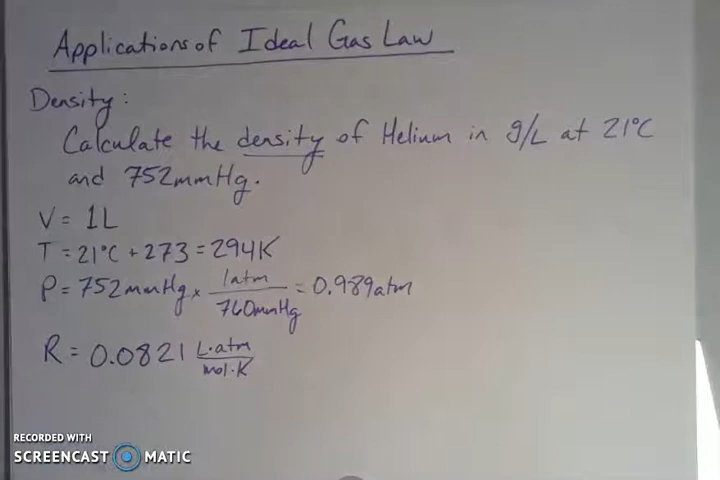 Applications of Ideal Gas Law
Density:
Calculate the density of Helium in g/L at 21°C
and 752mmHg.
V = 1L
T = 21°C + 273 = 294K
P = 752mmHg x 1atm/760mmHg = 0.989atm
R = 0.0821 L·atm/mol·K
RECORDED WITH
SCREENCAST MATIC